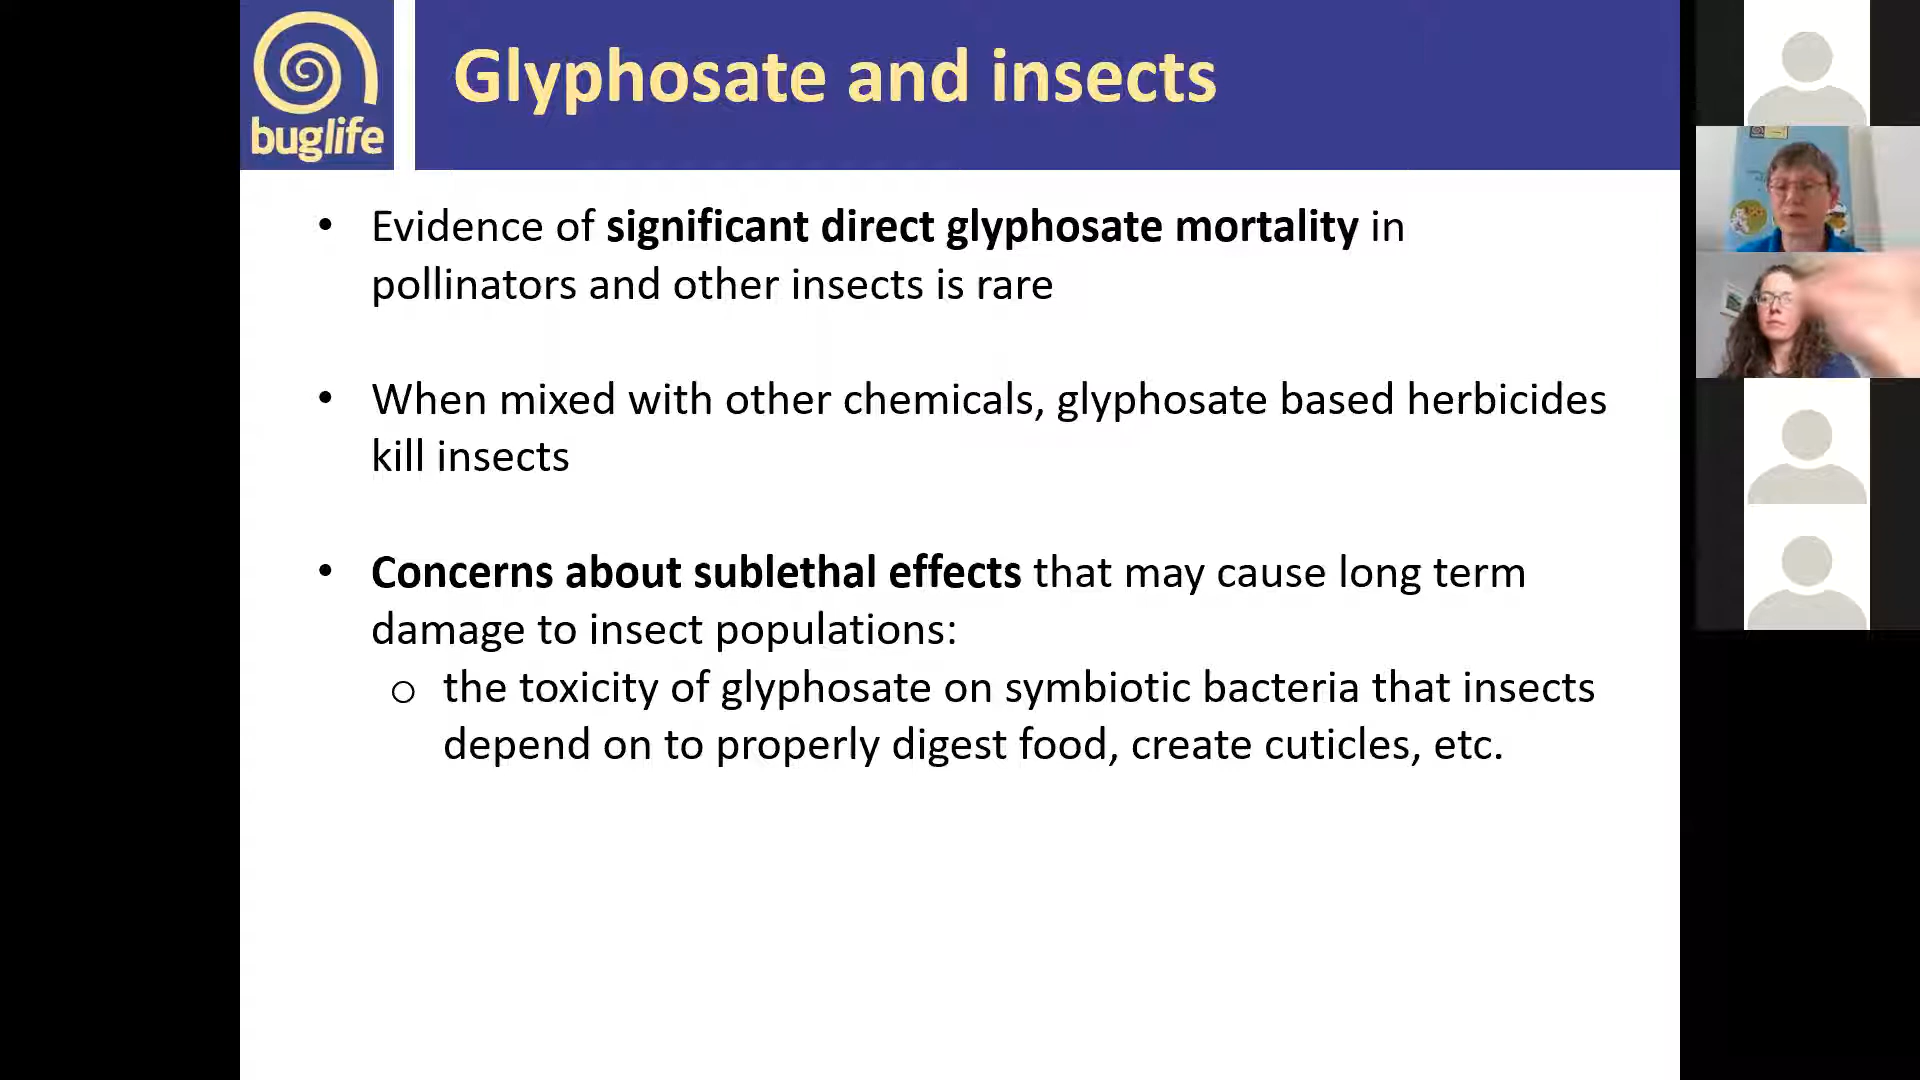 buglife
Glyphosate and insects
• Evidence of significant direct glyphosate mortality in
pollinators and other insects is rare
• When mixed with other chemicals, glyphosate based herbicides
kill insects
• Concerns about sublethal effects that may cause long term
damage to insect populations:
o the toxicity of glyphosate on symbiotic bacteria that insects
depend on to properly digest food, create cuticles, etc.